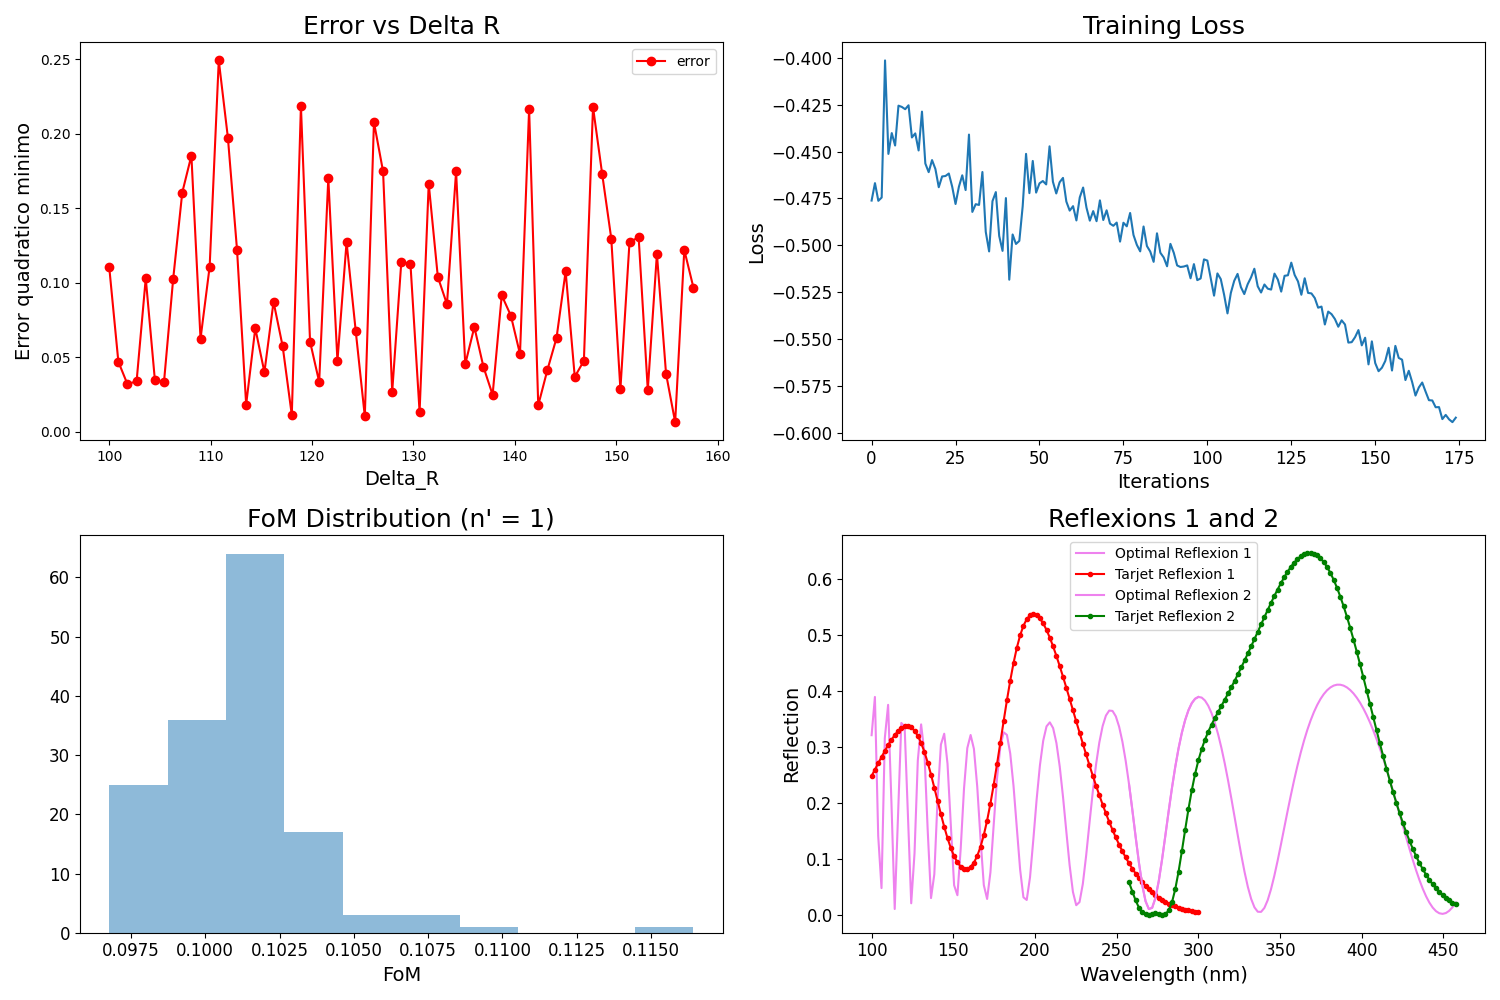 Error vs Delta R
Error quadratico minimo
0.25
0.20
0.15
0.10
0.05
0.00
error
100 110 120 130 140 150 160
Delta_R
Training Loss
Loss
−0.400
−0.425
−0.450
−0.475
−0.500
−0.525
−0.550
−0.575
−0.600
0 25 50 75 100 125 150 175
Iterations
FoM Distribution (n' = 1)
60
50
40
30
20
10
0
0.0975 0.1000 0.1025 0.1050 0.1075 0.1100 0.1125 0.1150
FoM
Reflexions 1 and 2
Reflection
0.6
0.5
0.4
0.3
0.2
0.1
0.0
Optimal Reflexion 1
Tarjet Reflexion 1
Optimal Reflexion 2
Tarjet Reflexion 2
100 150 200 250 300 350 400 450
Wavelength (nm)